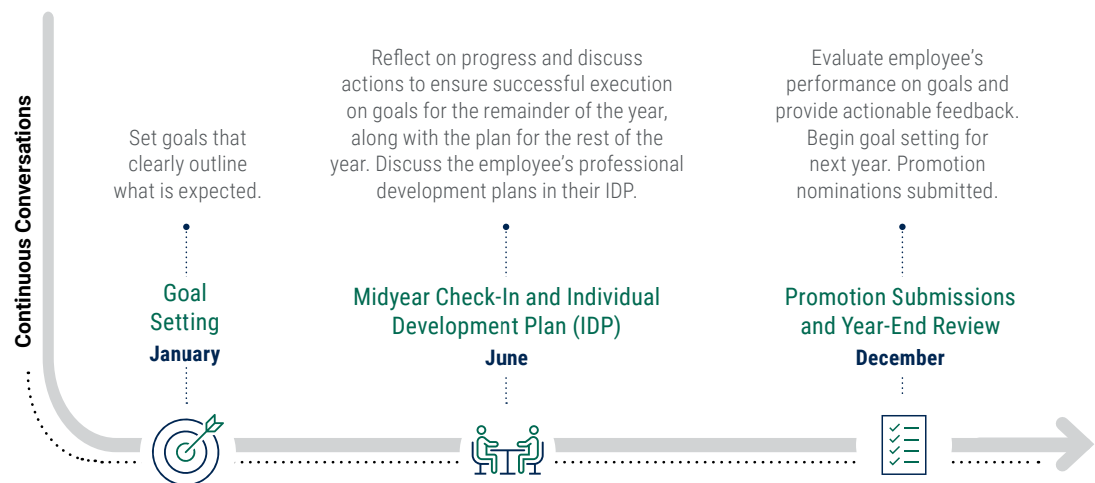 Continuous Conversations
Set goals that
clearly outline
what is expected.
Goal
Setting
January
Reflect on progress and discuss
actions to ensure successful execution
on goals for the remainder of the year,
along with the plan for the rest of the
year. Discuss the employee’s professional
development plans in their IDP.
Midyear Check-In and Individual
Development Plan (IDP)
June
Evaluate employee’s
performance on goals and
provide actionable feedback.
Begin goal setting for
next year. Promotion
nominations submitted.
Promotion Submissions
and Year-End Review
December